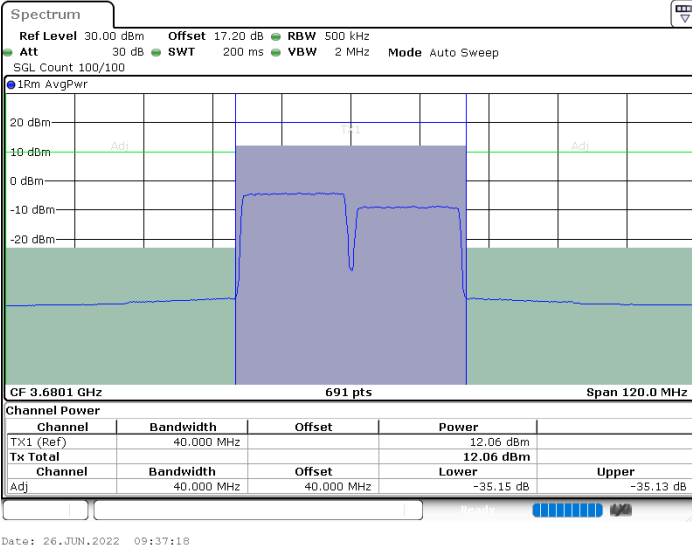 Spectrum
Ref Level 30.00 dBm Offset 17.20 dB RBW 500 kHz
Att 30 dB SWT 200 ms VBW 2 MHz Mode Auto Sweep
SGL Count 100/100
1Rm AvgPwr
20 dBm
TX1
Adj Adj
10 dBm
0 dBm
-10 dBm
-20 dBm
CF 3.6801 GHz 691 pts Span 120.0 MHz
Channel Power
Channel Bandwidth Offset Power
TX1 (Ref) 40.000 MHz 12.06 dBm
Tx Total 12.06 dBm
Channel Bandwidth Offset Lower Upper
Adj 40.000 MHz 40.000 MHz -35.15 dB -35.13 dB
Ready
Date: 26.JUN.2022 09:37:18